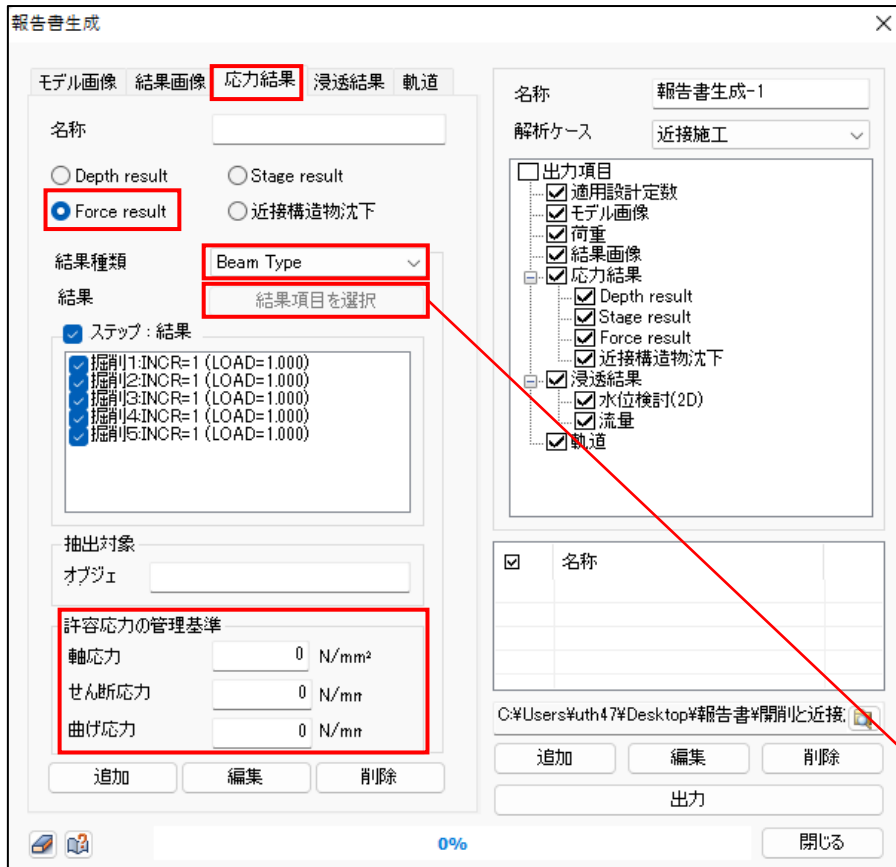 報告書生成
モデル画像 結果画像 応力結果 浸透結果 軌道
名称
Depth result Stage result
Force result 近接構造物沈下
結果種類 Beam Type
結果 結果項目を選択
ステップ:結果
掘削1:INCR=1 (LOAD=1.000)
掘削2:INCR=1 (LOAD=1.000)
掘削3:INCR=1 (LOAD=1.000)
掘削4:INCR=1 (LOAD=1.000)
掘削5:INCR=1 (LOAD=1.000)
抽出対象
オブジェ
許容応力の管理基準
軸応力 0 N/mm²
せん断応力 0 N/mm
曲げ応力 0 N/mm
追加 編集 削除
名称 報告書生成-1
解析ケース 近接施工
出力項目
適用設計定数
モデル画像
荷重
結果画像
応力結果
Depth result
Stage result
Force result
近接構造物沈下
浸透結果
水位検討(2D)
流量
軌道
名称
C:¥Users¥uth47¥Desktop¥報告書¥開削と近接
追加 編集 削除
出力
0% 閉じる